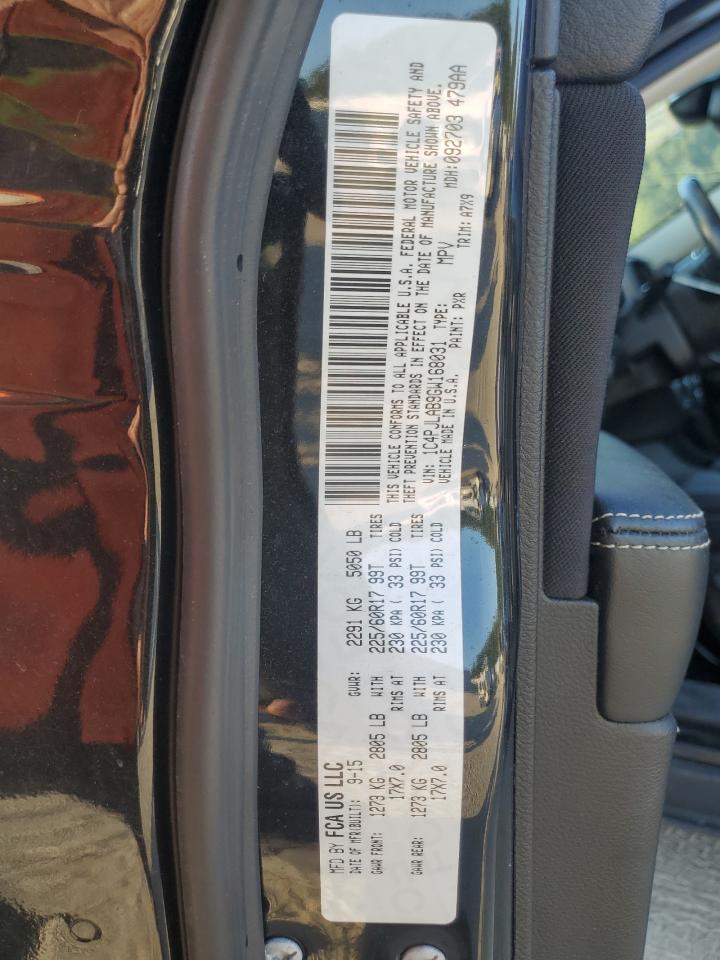 MFD BY FCA US LLC
DATE OF MFR(BUILT): 9-15 GVWR: 2291 KG 5050 LB
GAWR FRONT: 1273 KG 2805 LB WITH 225/60R17 99T TIRES
17X7.0 RIMS AT 230 KPA ( 33 PSI) COLD
GAWR REAR: 1273 KG 2805 LB WITH 225/60R17 99T TIRES
17X7.0 RIMS AT 230 KPA ( 33 PSI) COLD
THIS VEHICLE CONFORMS TO ALL APPLICABLE U.S.A. FEDERAL MOTOR VEHICLE SAFETY AND
THEFT PREVENTION STANDARDS IN EFFECT ON THE DATE OF MANUFACTURE SHOWN ABOVE.
VIN: 1C4PJLAB9GW168031 TYPE: MPV MDH:092703 479AA
VEHICLE MADE IN U.S.A. PAINT: PXR TRIM: A7X9